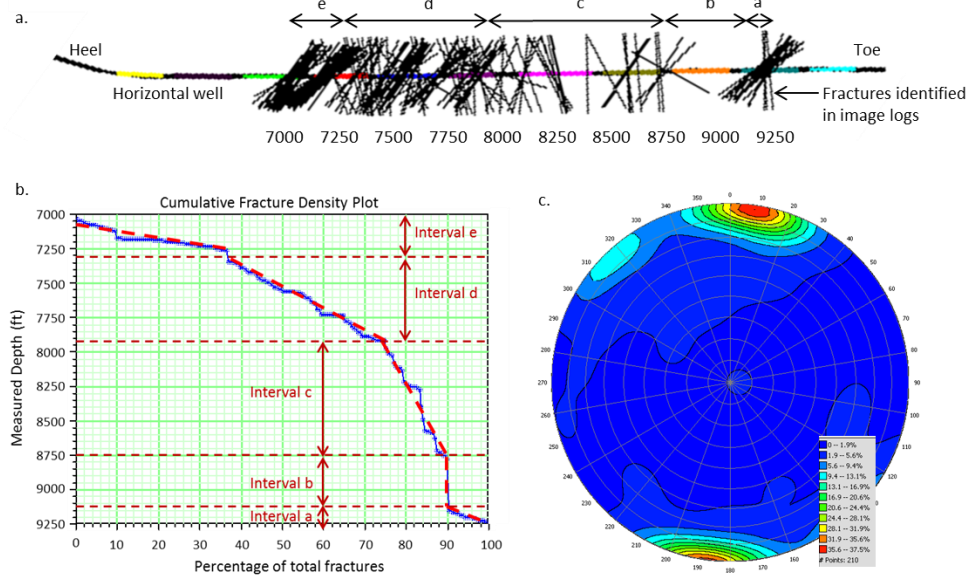 a.
e d c b a
Heel
Toe
Horizontal well
Fractures identified
in image logs
7000 7250 7500 7750 8000 8250 8500 8750 9000 9250
b.
Cumulative Fracture Density Plot
7000
7250
7500
7750
8000
8250
8500
8750
9000
9250
Measured Depth (ft)
Interval e
Interval d
Interval c
Interval b
Interval a
0 10 20 30 40 50 60 70 80 90 100
Percentage of total fractures
c.
0
10
20
30
40
50
60
70
80
90
100
110
120
130
160
170
180
190
200
210
220
230
240
250
260
270
280
290
300
310
320
330
340
350
0 -- 1.9%
1.9 -- 5.6%
5.6 -- 9.4%
9.4 -- 13.1%
13.1 -- 16.9%
16.9 -- 20.6%
20.6 -- 24.4%
24.4 -- 28.1%
28.1 -- 31.9%
31.9 -- 35.6%
35.6 -- 37.5%
# Points: 210